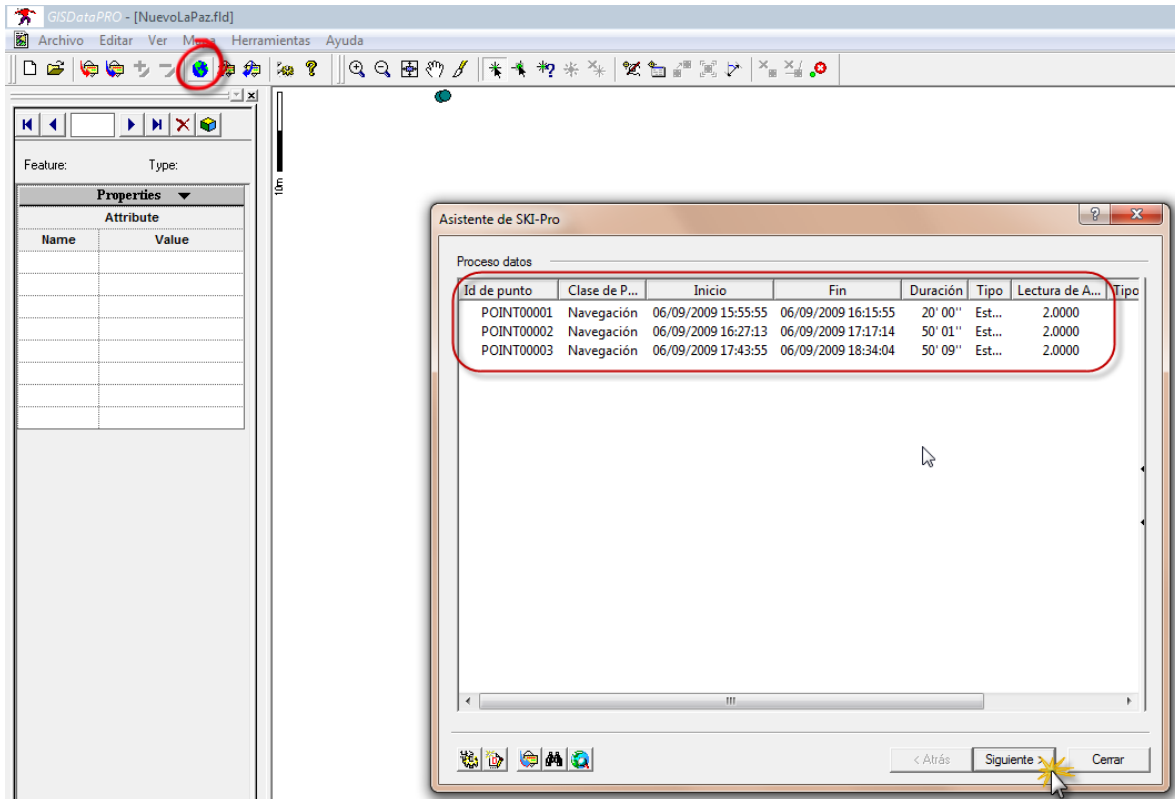 GISDataPRO - [NuevoLaPaz.fld]
Archivo Editar Ver Mapa Herramientas Ayuda
Feature: Type:
Properties
Attribute
Name Value
10m
Asistente de SKI-Pro
Proceso datos
Id de punto Clase de P... Inicio Fin Duración Tipo Lectura de A... Tipo
POINT00001 Navegación 06/09/2009 15:55:55 06/09/2009 16:15:55 20' 00'' Est... 2.0000
POINT00002 Navegación 06/09/2009 16:27:13 06/09/2009 17:17:14 50' 01'' Est... 2.0000
POINT00003 Navegación 06/09/2009 17:43:55 06/09/2009 18:34:04 50' 09'' Est... 2.0000
< Atrás Siguiente > Cerrar